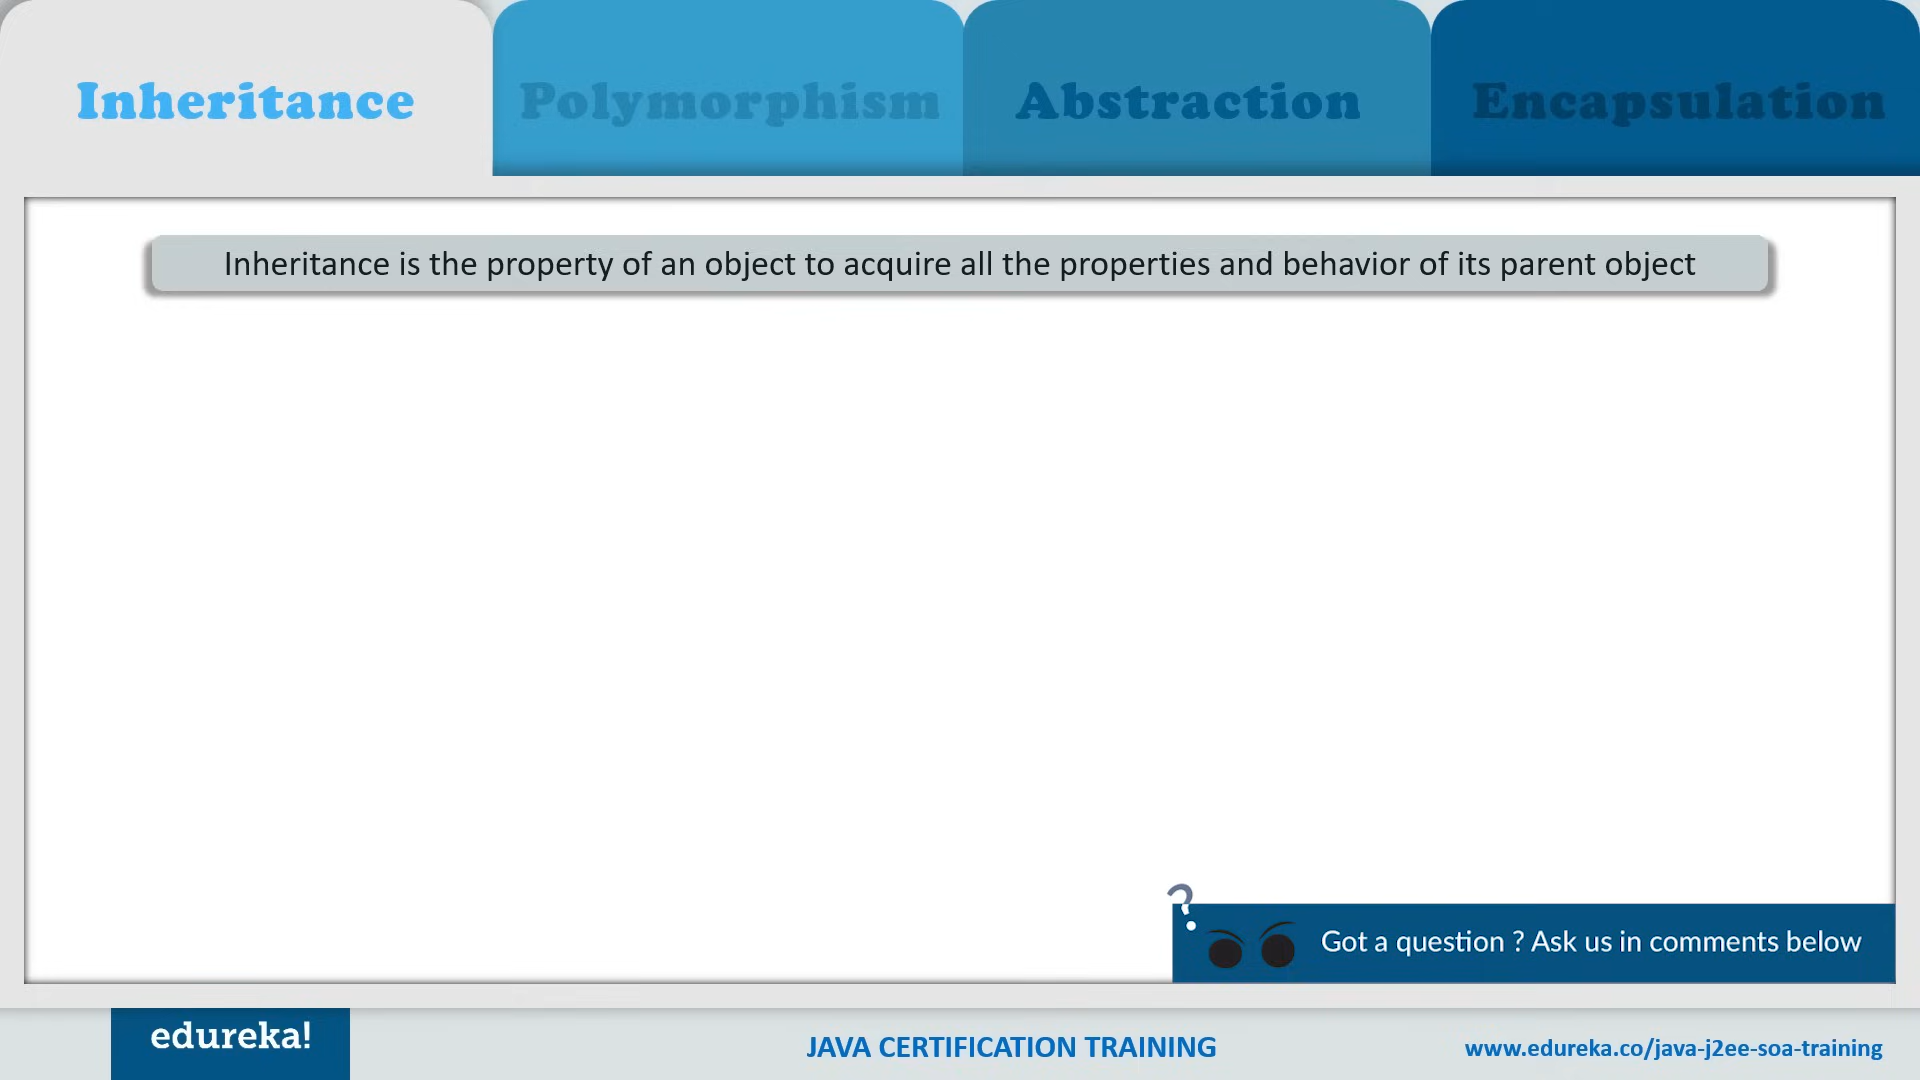 Inheritance
Polymorphism
Abstraction
Encapsulation
Inheritance is the property of an object to acquire all the properties and behavior of its parent object
?
Got a question ? Ask us in comments below
edureka!
JAVA CERTIFICATION TRAINING
www.edureka.co/java-j2ee-soa-training